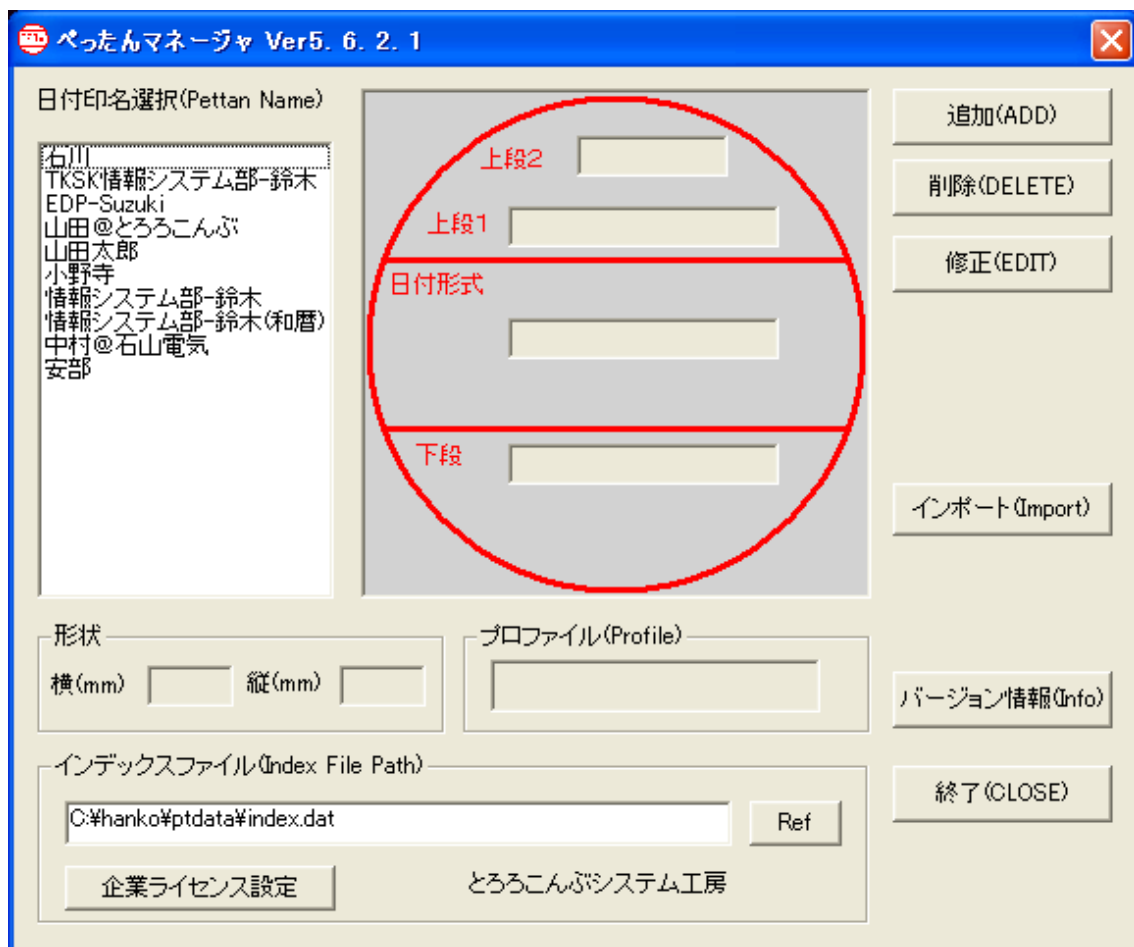 ぺったんマネージャ Ver5. 6. 2. 1
日付印名選択(Pettan Name)
石川
TKSK情報システム部-鈴木
EDP-Suzuki
山田@とろろこんぶ
山田太郎
小野寺
情報システム部-鈴木
情報システム部-鈴木(和暦)
中村@石山電気
安部
上段2
上段1
日付形式
下段
追加(ADD)
削除(DELETE)
修正(EDIT)
インポート(Import)
バージョン情報(Info)
終了(CLOSE)
形状
横(mm)
縦(mm)
プロファイル(Profile)
インデックスファイル(Index File Path)
C:¥hanko¥ptdata¥index.dat
Ref
企業ライセンス設定
とろろこんぶシステム工房